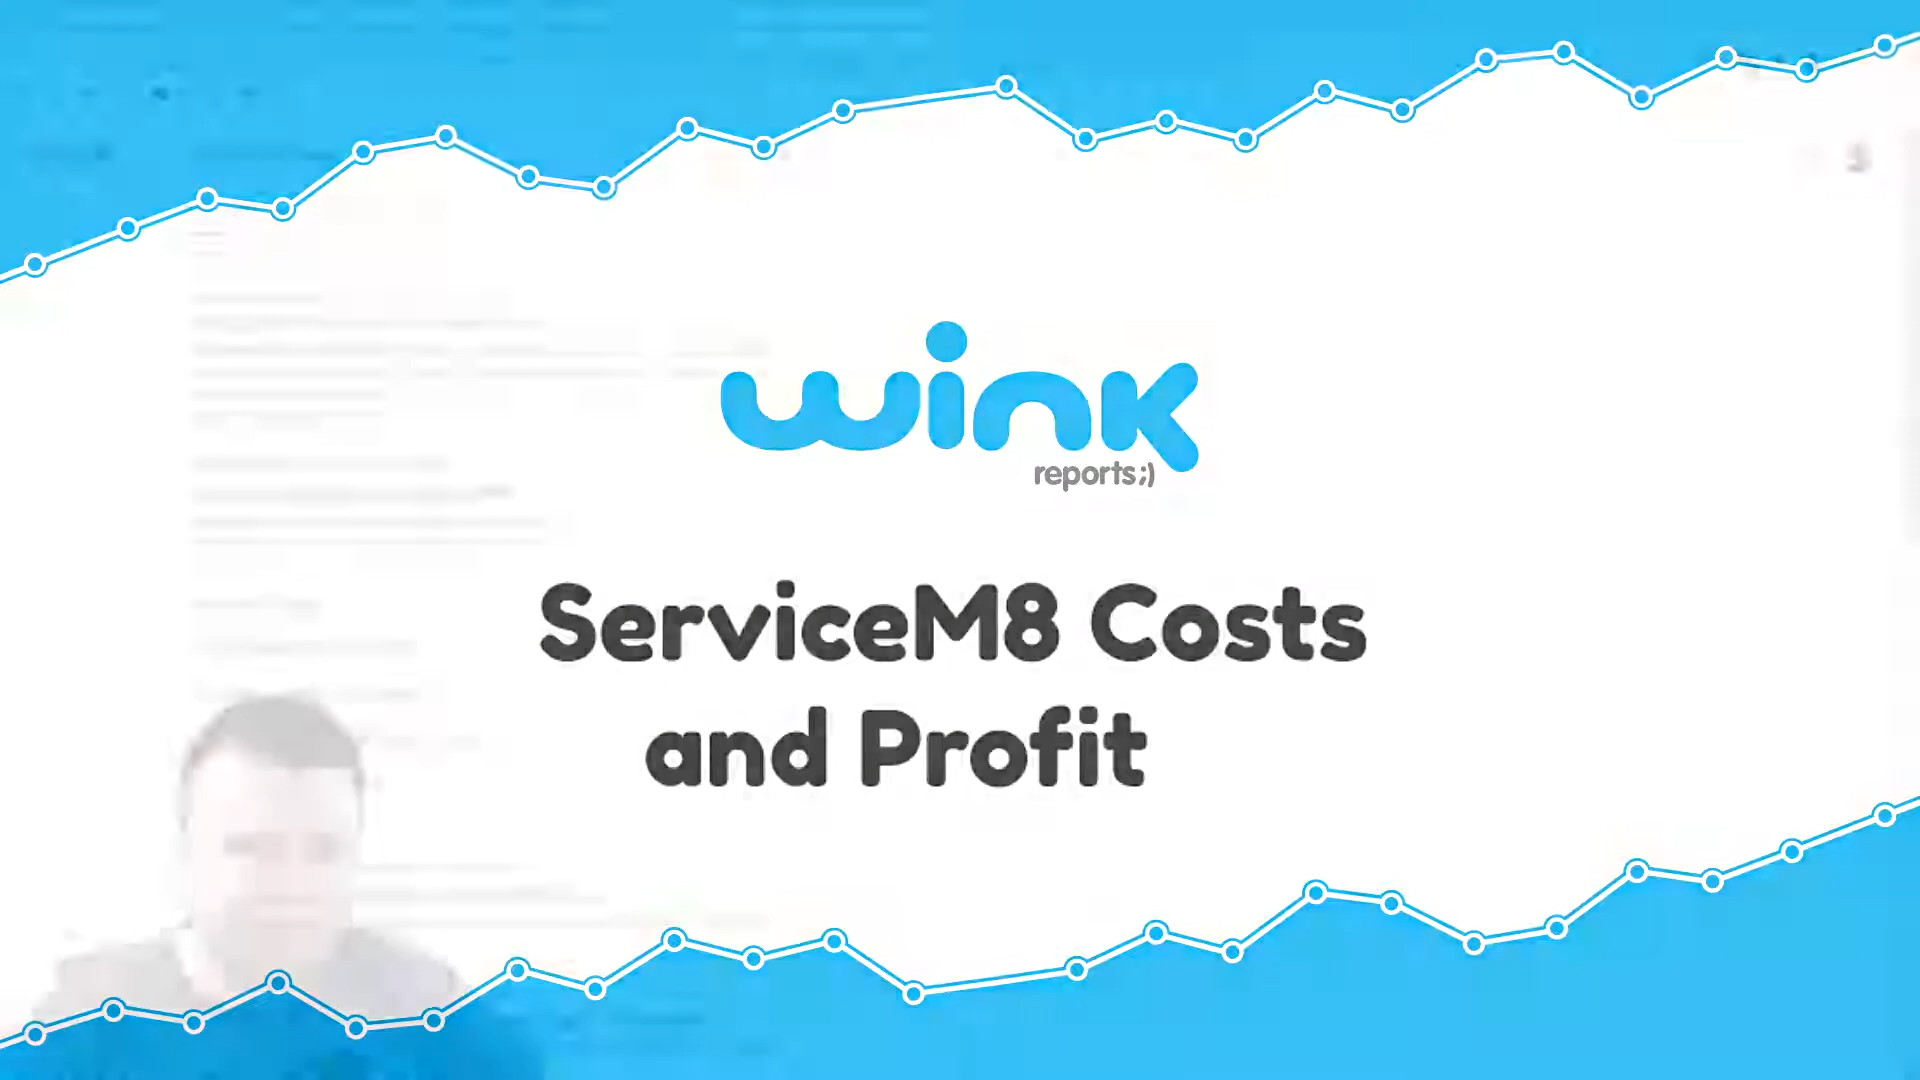 wink
reports;)
ServiceM8 Costs
and Profit